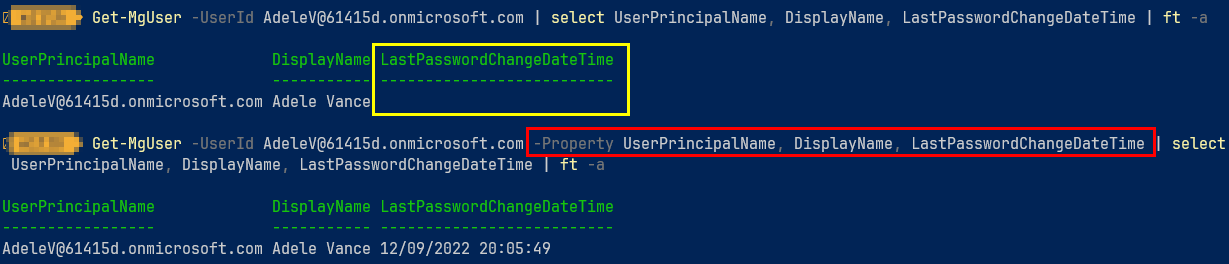 Get-MgUser -UserId AdeleV@61415d.onmicrosoft.com | select UserPrincipalName, DisplayName, LastPasswordChangeDateTime | ft -a
UserPrincipalName DisplayName LastPasswordChangeDateTime
----------------- ----------- --------------------------
AdeleV@61415d.onmicrosoft.com Adele Vance
Get-MgUser -UserId AdeleV@61415d.onmicrosoft.com -Property UserPrincipalName, DisplayName, LastPasswordChangeDateTime | select
UserPrincipalName, DisplayName, LastPasswordChangeDateTime | ft -a
UserPrincipalName DisplayName LastPasswordChangeDateTime
----------------- ----------- --------------------------
AdeleV@61415d.onmicrosoft.com Adele Vance 12/09/2022 20:05:49